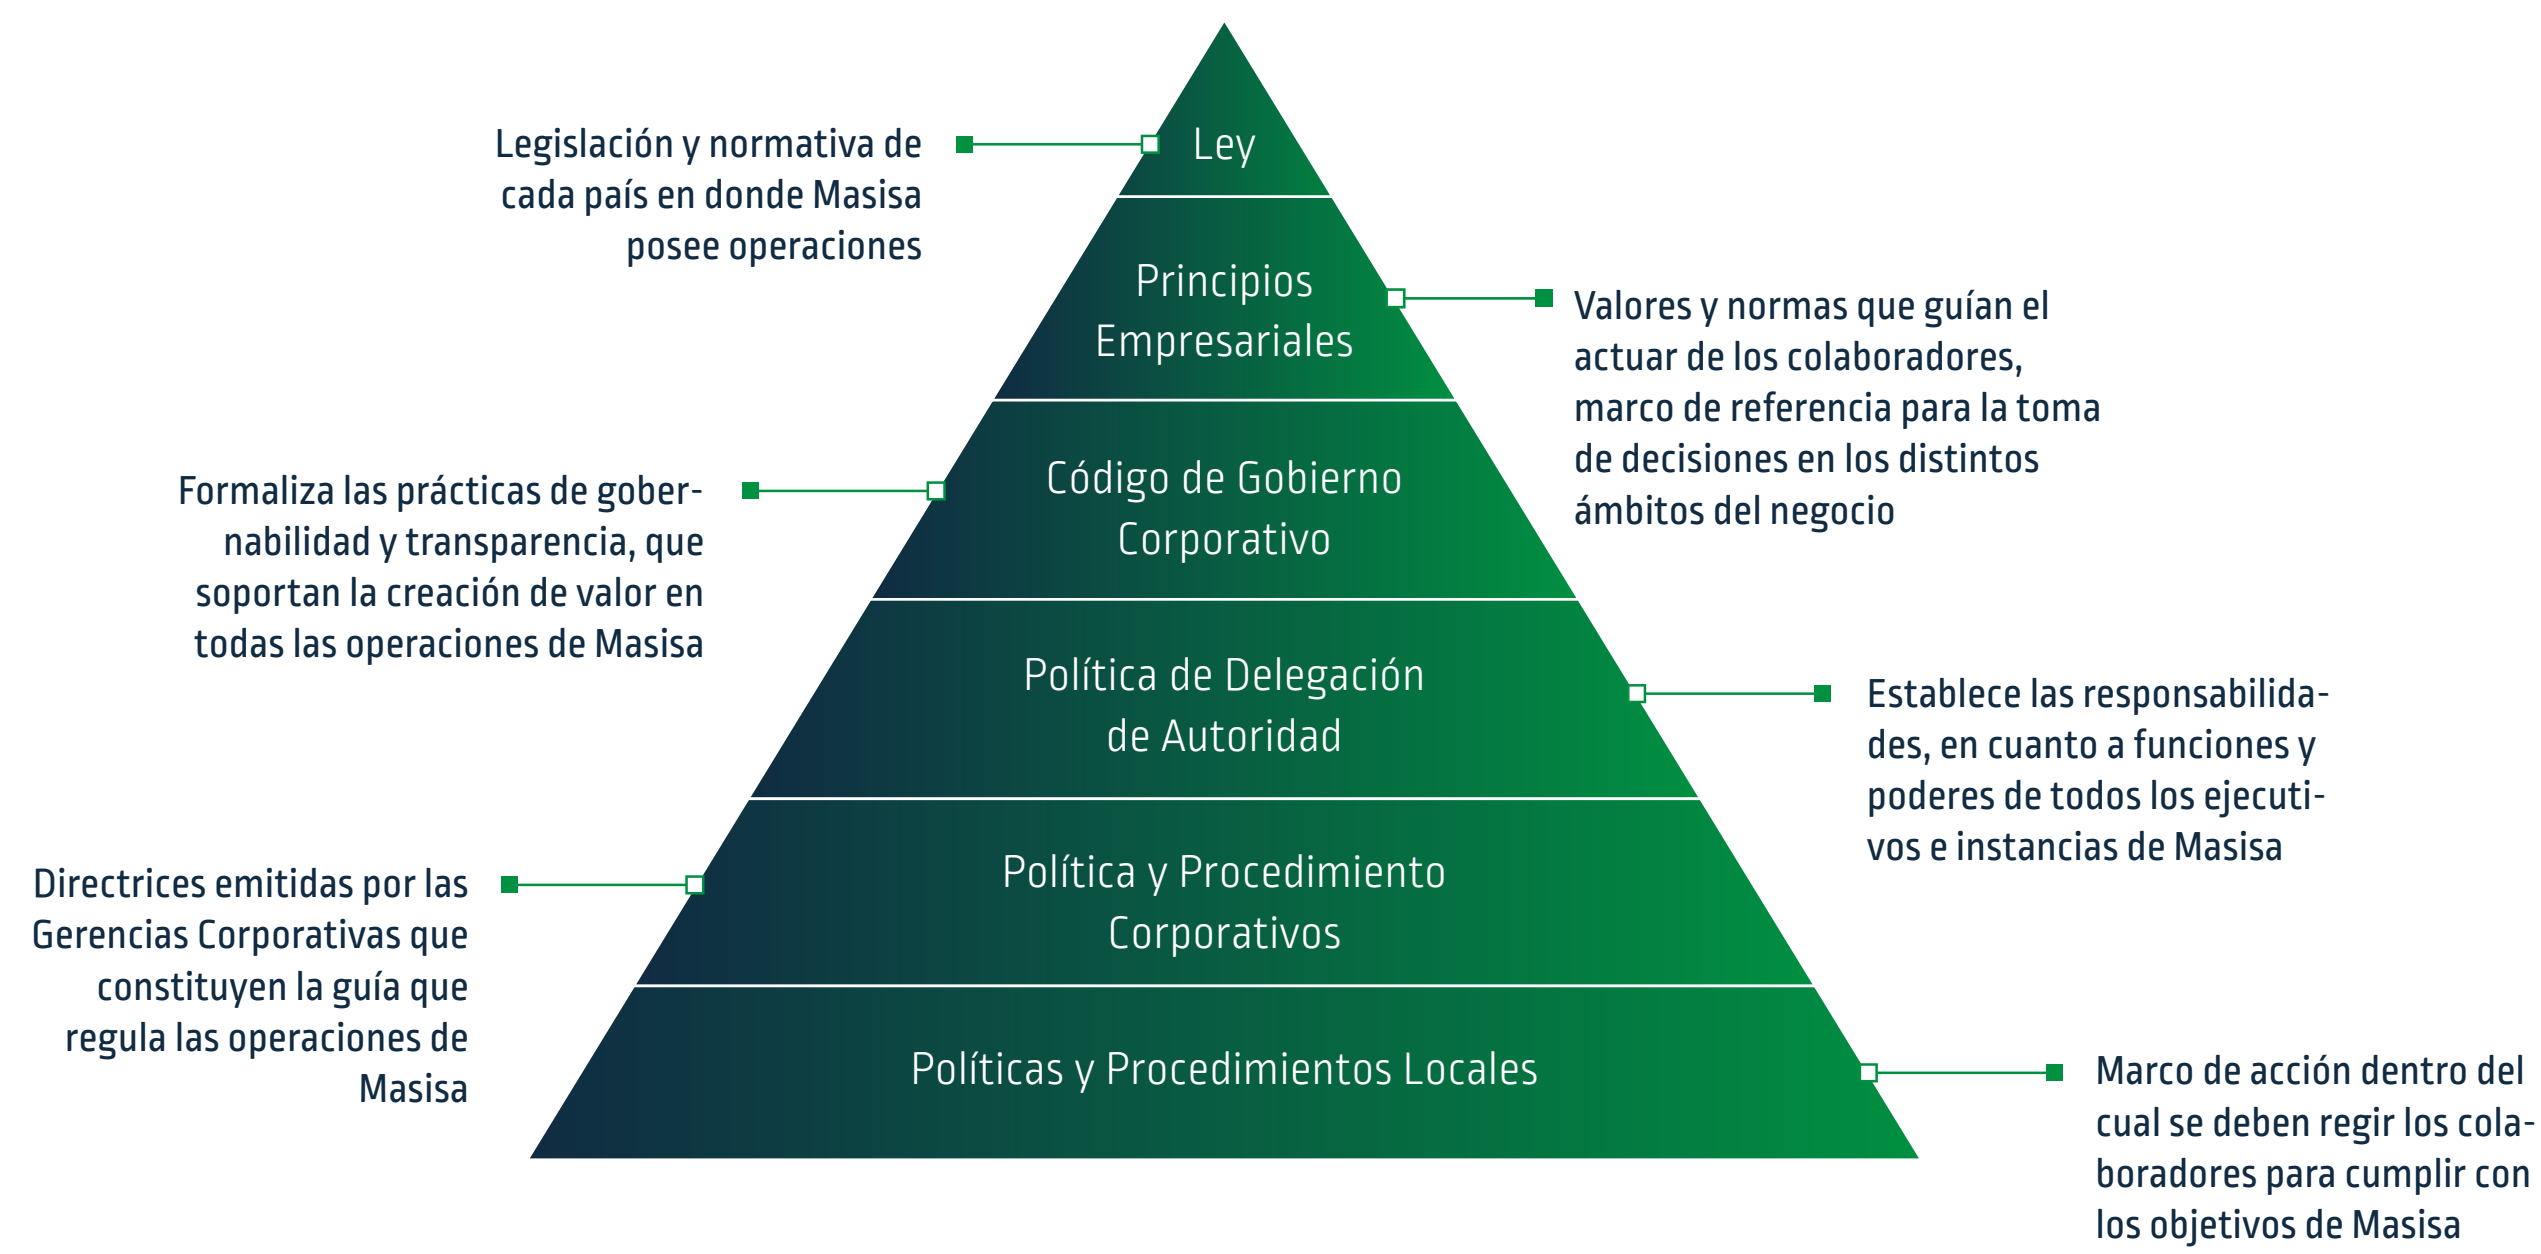 Ley
Legislación y normativa de
cada país en donde Masisa
posee operaciones
Principios
Empresariales
Valores y normas que guían el
actuar de los colaboradores,
marco de referencia para la toma
de decisiones en los distintos
ámbitos del negocio
Código de Gobierno
Corporativo
Formaliza las prácticas de gober-
nabilidad y transparencia, que
soportan la creación de valor en
todas las operaciones de Masisa
Política de Delegación
de Autoridad
Establece las responsabilida-
des, en cuanto a funciones y
poderes de todos los ejecuti-
vos e instancias de Masisa
Política y Procedimiento
Corporativos
Directrices emitidas por las
Gerencias Corporativas que
constituyen la guía que
regula las operaciones de
Masisa
Políticas y Procedimientos Locales
Marco de acción dentro del
cual se deben regir los cola-
boradores para cumplir con
los objetivos de Masisa